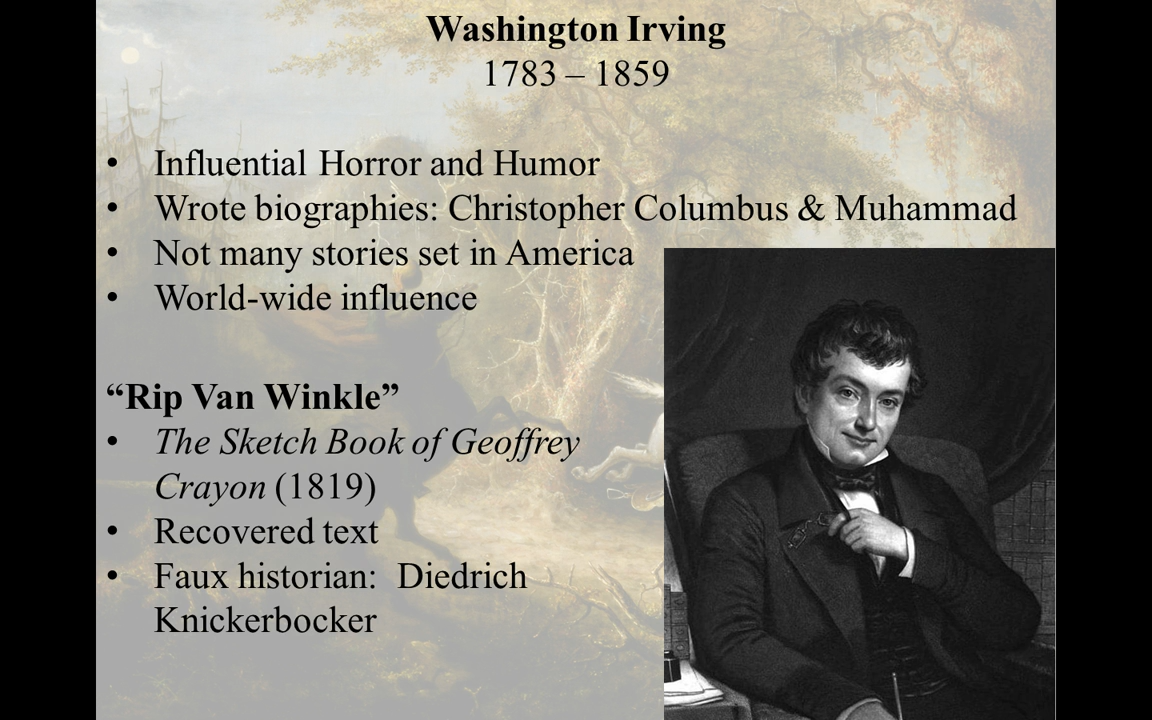 Washington Irving
1783 – 1859
• Influential Horror and Humor
• Wrote biographies: Christopher Columbus & Muhammad
• Not many stories set in America
• World-wide influence
“Rip Van Winkle”
• The Sketch Book of Geoffrey
Crayon (1819)
• Recovered text
• Faux historian:  Diedrich
Knickerbocker